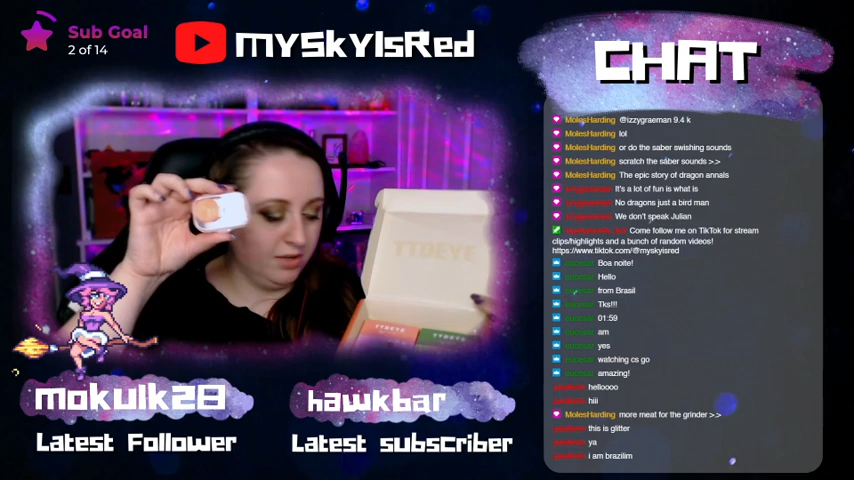 Sub Goal
2 of 14
MYSkYIsRed
CHAT
MolesHarding @izzygraeman 9.4 k
MolesHarding lol
MolesHarding or do the saber swishing sounds
MolesHarding scratch the saber sounds >>
MolesHarding The epic story of dragon annals
It's a lot of fun is what
No dragons just a bird man
We don't speak Julian
Come follow me on TikTok for stream
clips/highlights and a bunch of random videos!
https://www.tiktok.com/@myskyisred
Boa noite!
Hello
from Brasil
Tks!!!
01:59
am
yes
watching cs go
amazing!
helloooo
hiii
MolesHarding more meat for the grinder >>
this is glitter
ya
i am brazilim
TTDEYE
TTDEYE
TTDEYE
mokulk28
Latest Follower
hawkbar
Latest subscriber